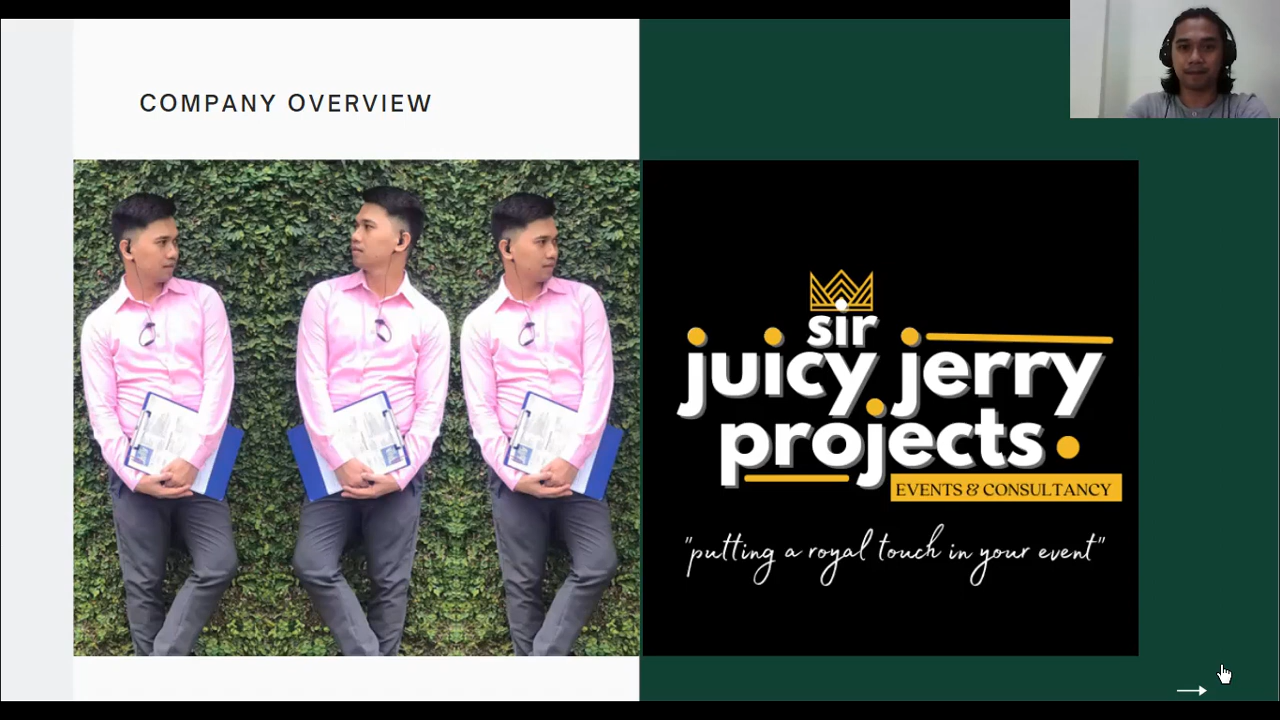 COMPANY OVERVIEW
sir
juicy jerry
projects
EVENTS & CONSULTANCY
"putting a royal touch in your event"